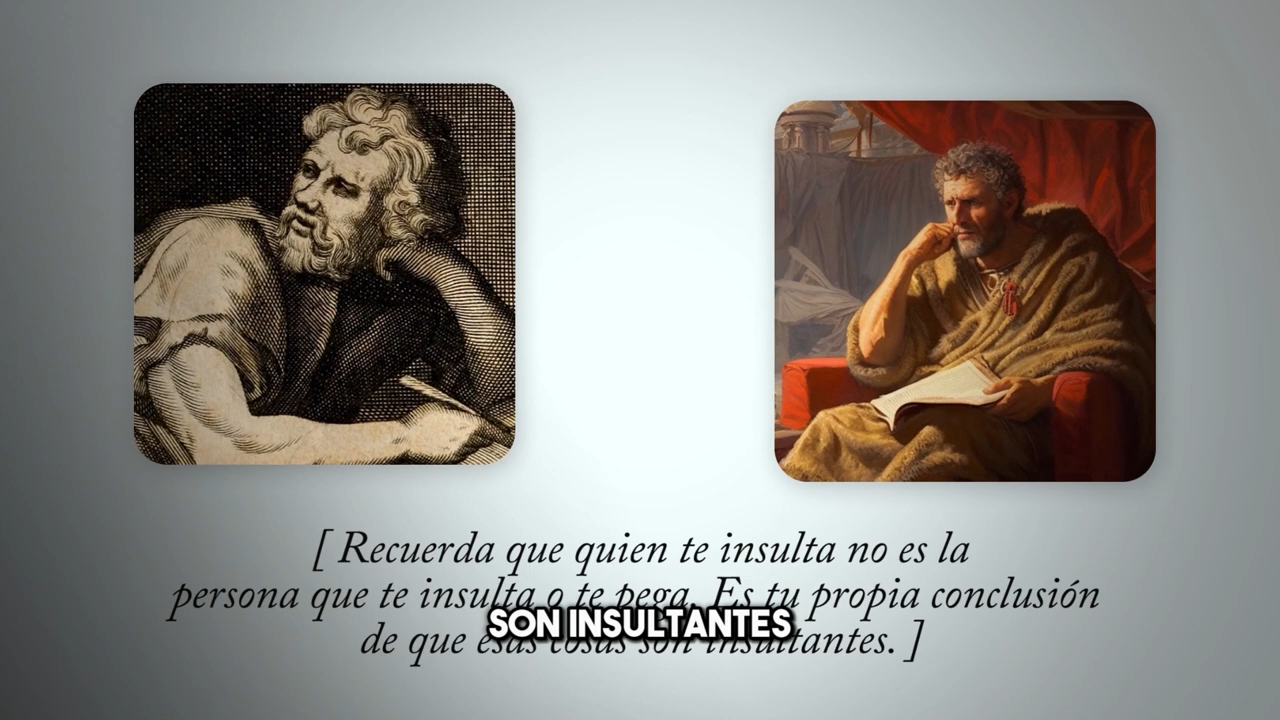 [ Recuerda que quien te insulta no es la
persona que te insulta o te pega. Es tu propia conclusión
SON INSULTANTES
de que esas cosas son insultantes. ]